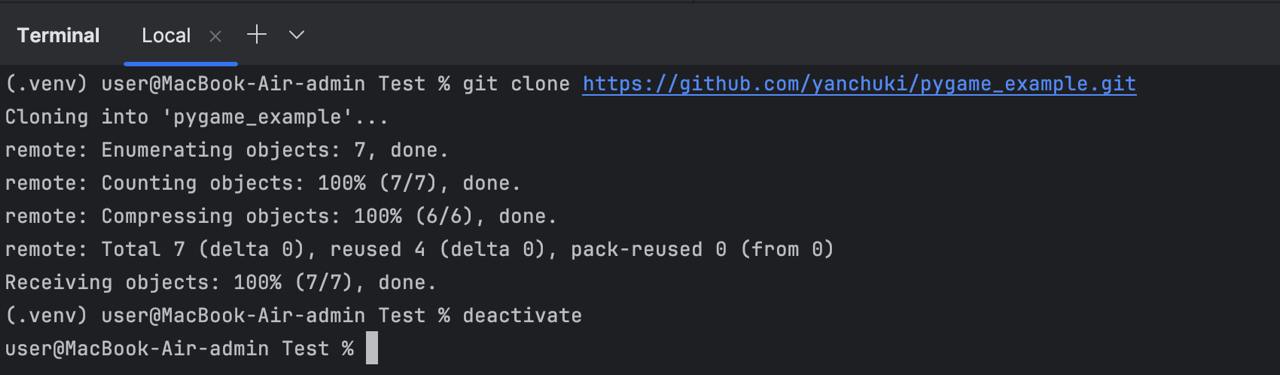 Terminal Local
(.venv) user@MacBook-Air-admin Test % git clone https://github.com/yanchuki/pygame_example.git
Cloning into 'pygame_example'...
remote: Enumerating objects: 7, done.
remote: Counting objects: 100% (7/7), done.
remote: Compressing objects: 100% (6/6), done.
remote: Total 7 (delta 0), reused 4 (delta 0), pack-reused 0 (from 0)
Receiving objects: 100% (7/7), done.
(.venv) user@MacBook-Air-admin Test % deactivate
user@MacBook-Air-admin Test %